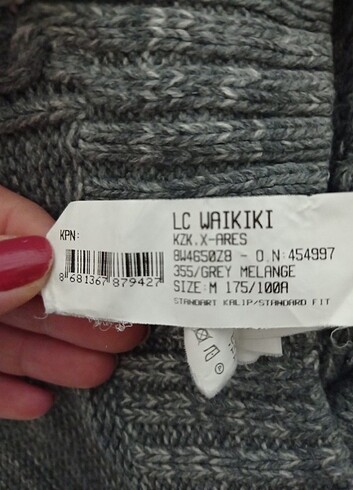 LC WAIKIKI
KPN:
KZK.X-ARES
8W4650Z8 - O.N:454997
355/GREY MELANGE
SIZE:M 175/100A
STANDART KALIP/STANDARD FIT
8 681367 879427